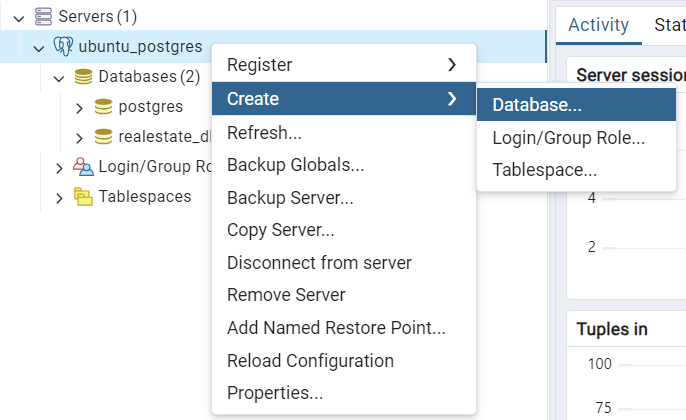 Servers (1)
ubuntu_postgres
Databases (2)
postgres
realestate_d
Login/Group Ro
Tablespaces
Register
Create
Refresh...
Backup Globals...
Backup Server...
Copy Server...
Disconnect from server
Remove Server
Add Named Restore Point...
Reload Configuration
Properties...
Database...
Login/Group Role...
Tablespace...
Activity Stat
Server session
4
2
Tuples in
100
75